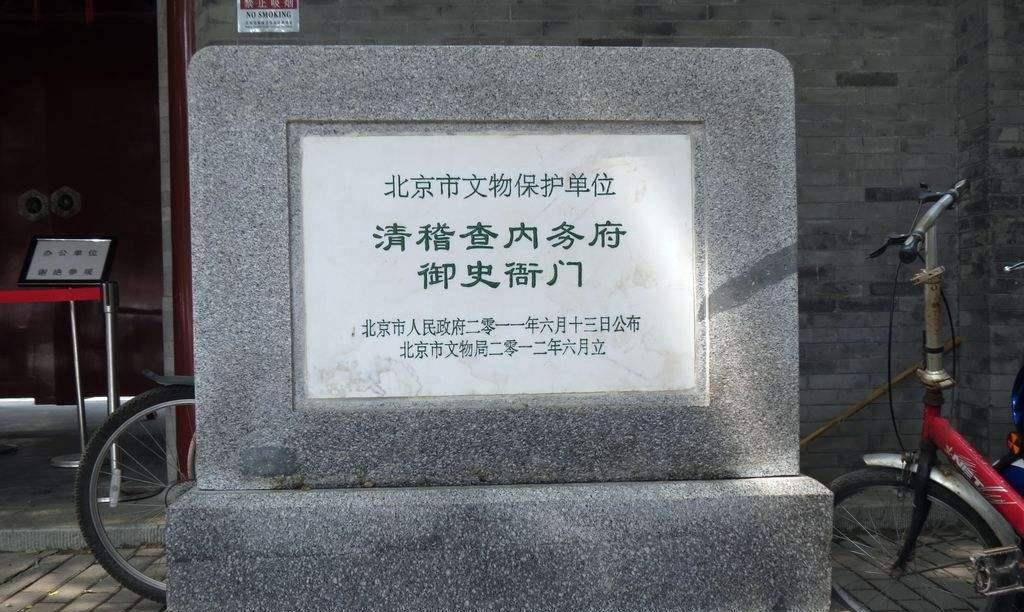 禁止吸烟
NO SMOKING
北京市文物保护单位
清稽查内务府
御史衙门
北京市人民政府二零一一年六月十三日公布
北京市文物局二零一二年六月立
办公单位
谢绝参观